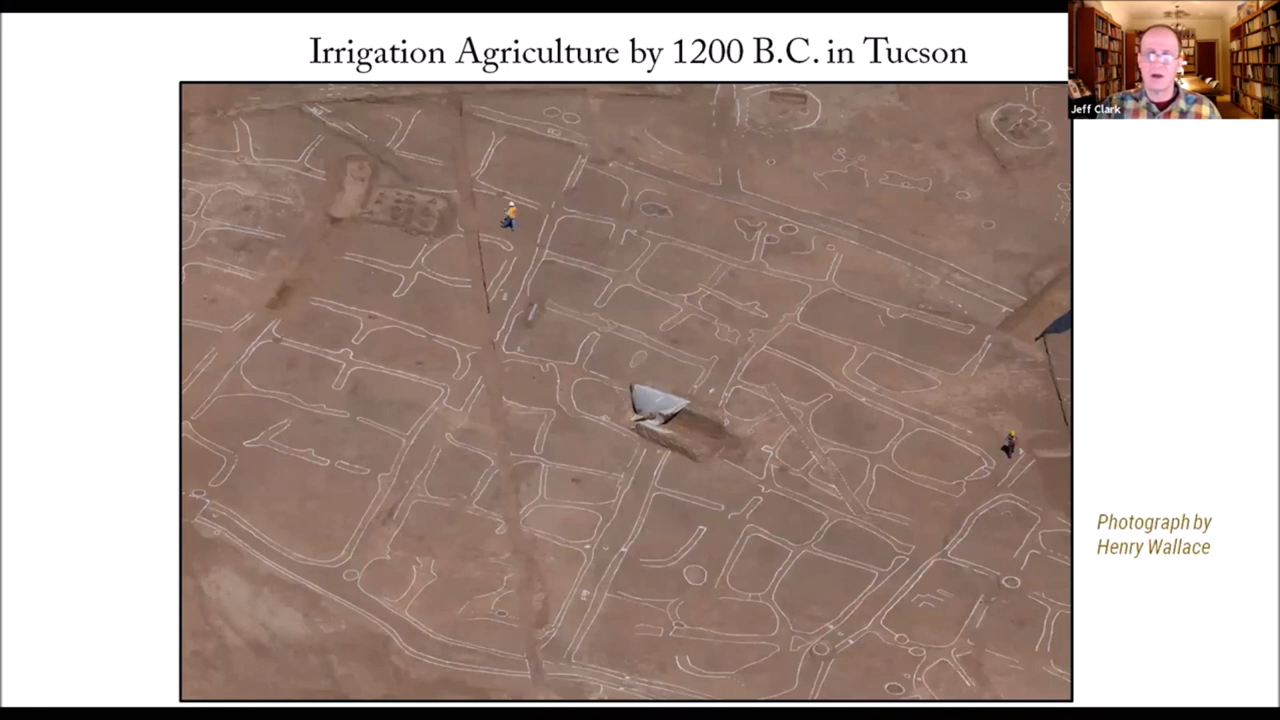 Irrigation Agriculture by 1200 B.C. in Tucson
Jeff Clark
Photograph by
Henry Wallace